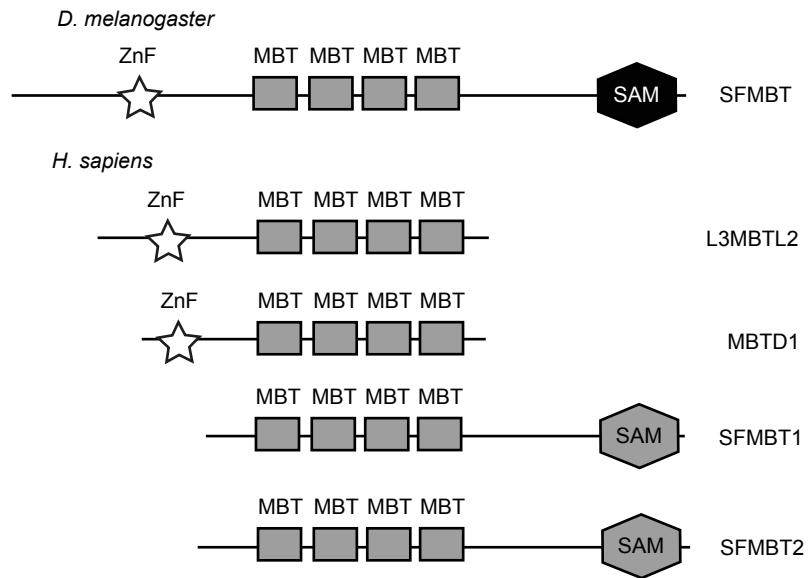 D. melanogaster
ZnF MBT MBT MBT MBT
SAM SFMBT
H. sapiens
ZnF MBT MBT MBT MBT
L3MBTL2
ZnF MBT MBT MBT MBT
MBTD1
MBT MBT MBT MBT
SAM SFMBT1
MBT MBT MBT MBT
SAM SFMBT2